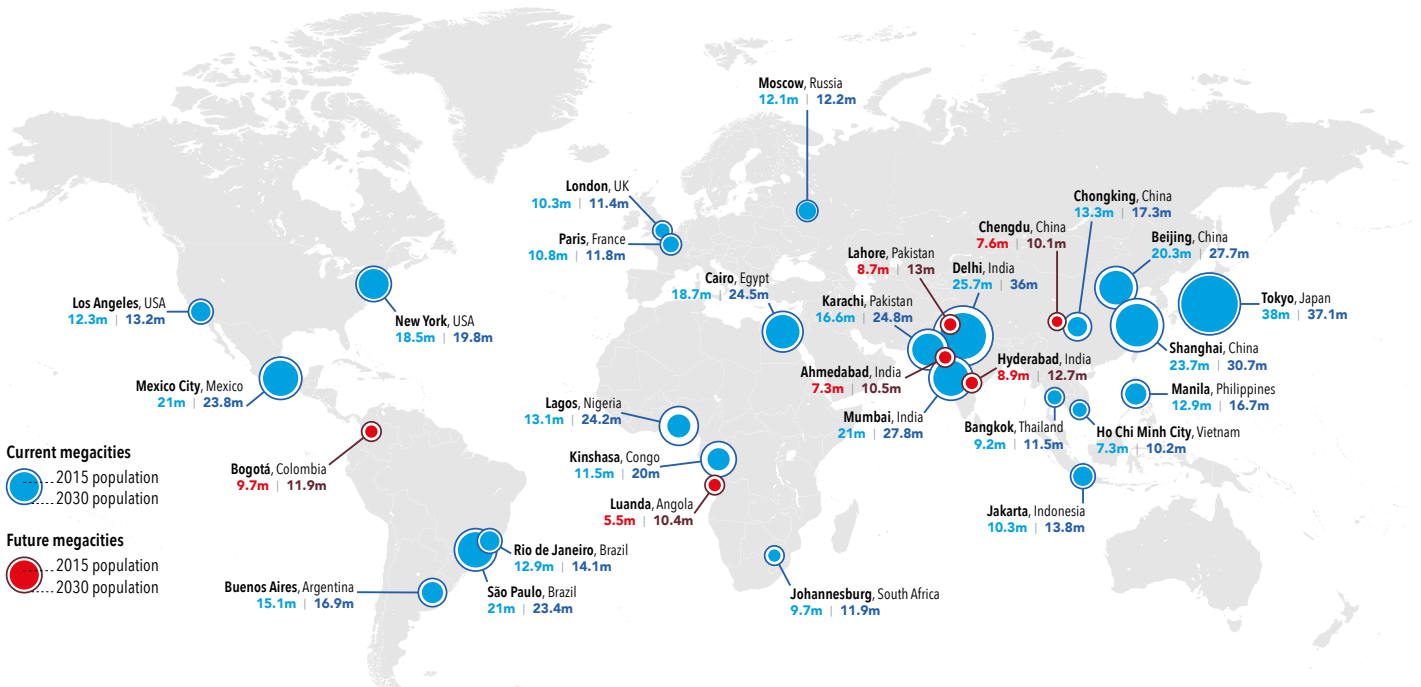 Moscow, Russia
12.1m | 12.2m
London, UK
10.3m | 11.4m
Paris, France
10.8m | 11.8m
Chongking, China
13.3m | 17.3m
Chengdu, China
7.6m | 10.1m
Beijing, China
20.3m | 27.7m
Lahore, Pakistan
8.7m | 13m
Delhi, India
25.7m | 36m
Cairo, Egypt
18.7m | 24.5m
Karachi, Pakistan
16.6m | 24.8m
Los Angeles, USA
12.3m | 13.2m
New York, USA
18.5m | 19.8m
Tokyo, Japan
38m | 37.1m
Shanghai, China
23.7m | 30.7m
Hyderabad, India
8.9m | 12.7m
Ahmedabad, India
7.3m | 10.5m
Mexico City, Mexico
21m | 23.8m
Manila, Philippines
12.9m | 16.7m
Lagos, Nigeria
13.1m | 24.2m
Mumbai, India
21m | 27.8m
Bangkok, Thailand
9.2m | 11.5m
Ho Chi Minh City, Vietnam
7.3m | 10.2m
Kinshasa, Congo
11.5m | 20m
Bogotá, Colombia
9.7m | 11.9m
Luanda, Angola
5.5m | 10.4m
Jakarta, Indonesia
10.3m | 13.8m
Rio de Janeiro, Brazil
12.9m | 14.1m
Buenos Aires, Argentina
15.1m | 16.9m
São Paulo, Brazil
21m | 23.4m
Johannesburg, South Africa
9.7m | 11.9m
Current megacities
2015 population
2030 population
Future megacities
2015 population
2030 population